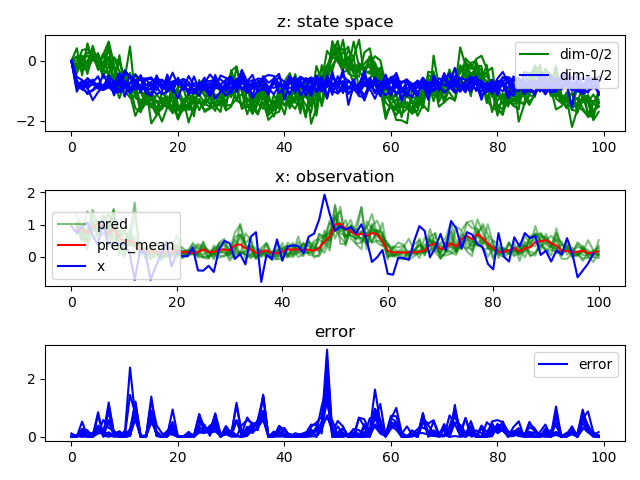 z: state space
0
−2
dim-0/2
dim-1/2
0 20 40 60 80 100
x: observation
2
1
0
pred
pred_mean
x
0 20 40 60 80 100
error
2
0
error
0 20 40 60 80 100